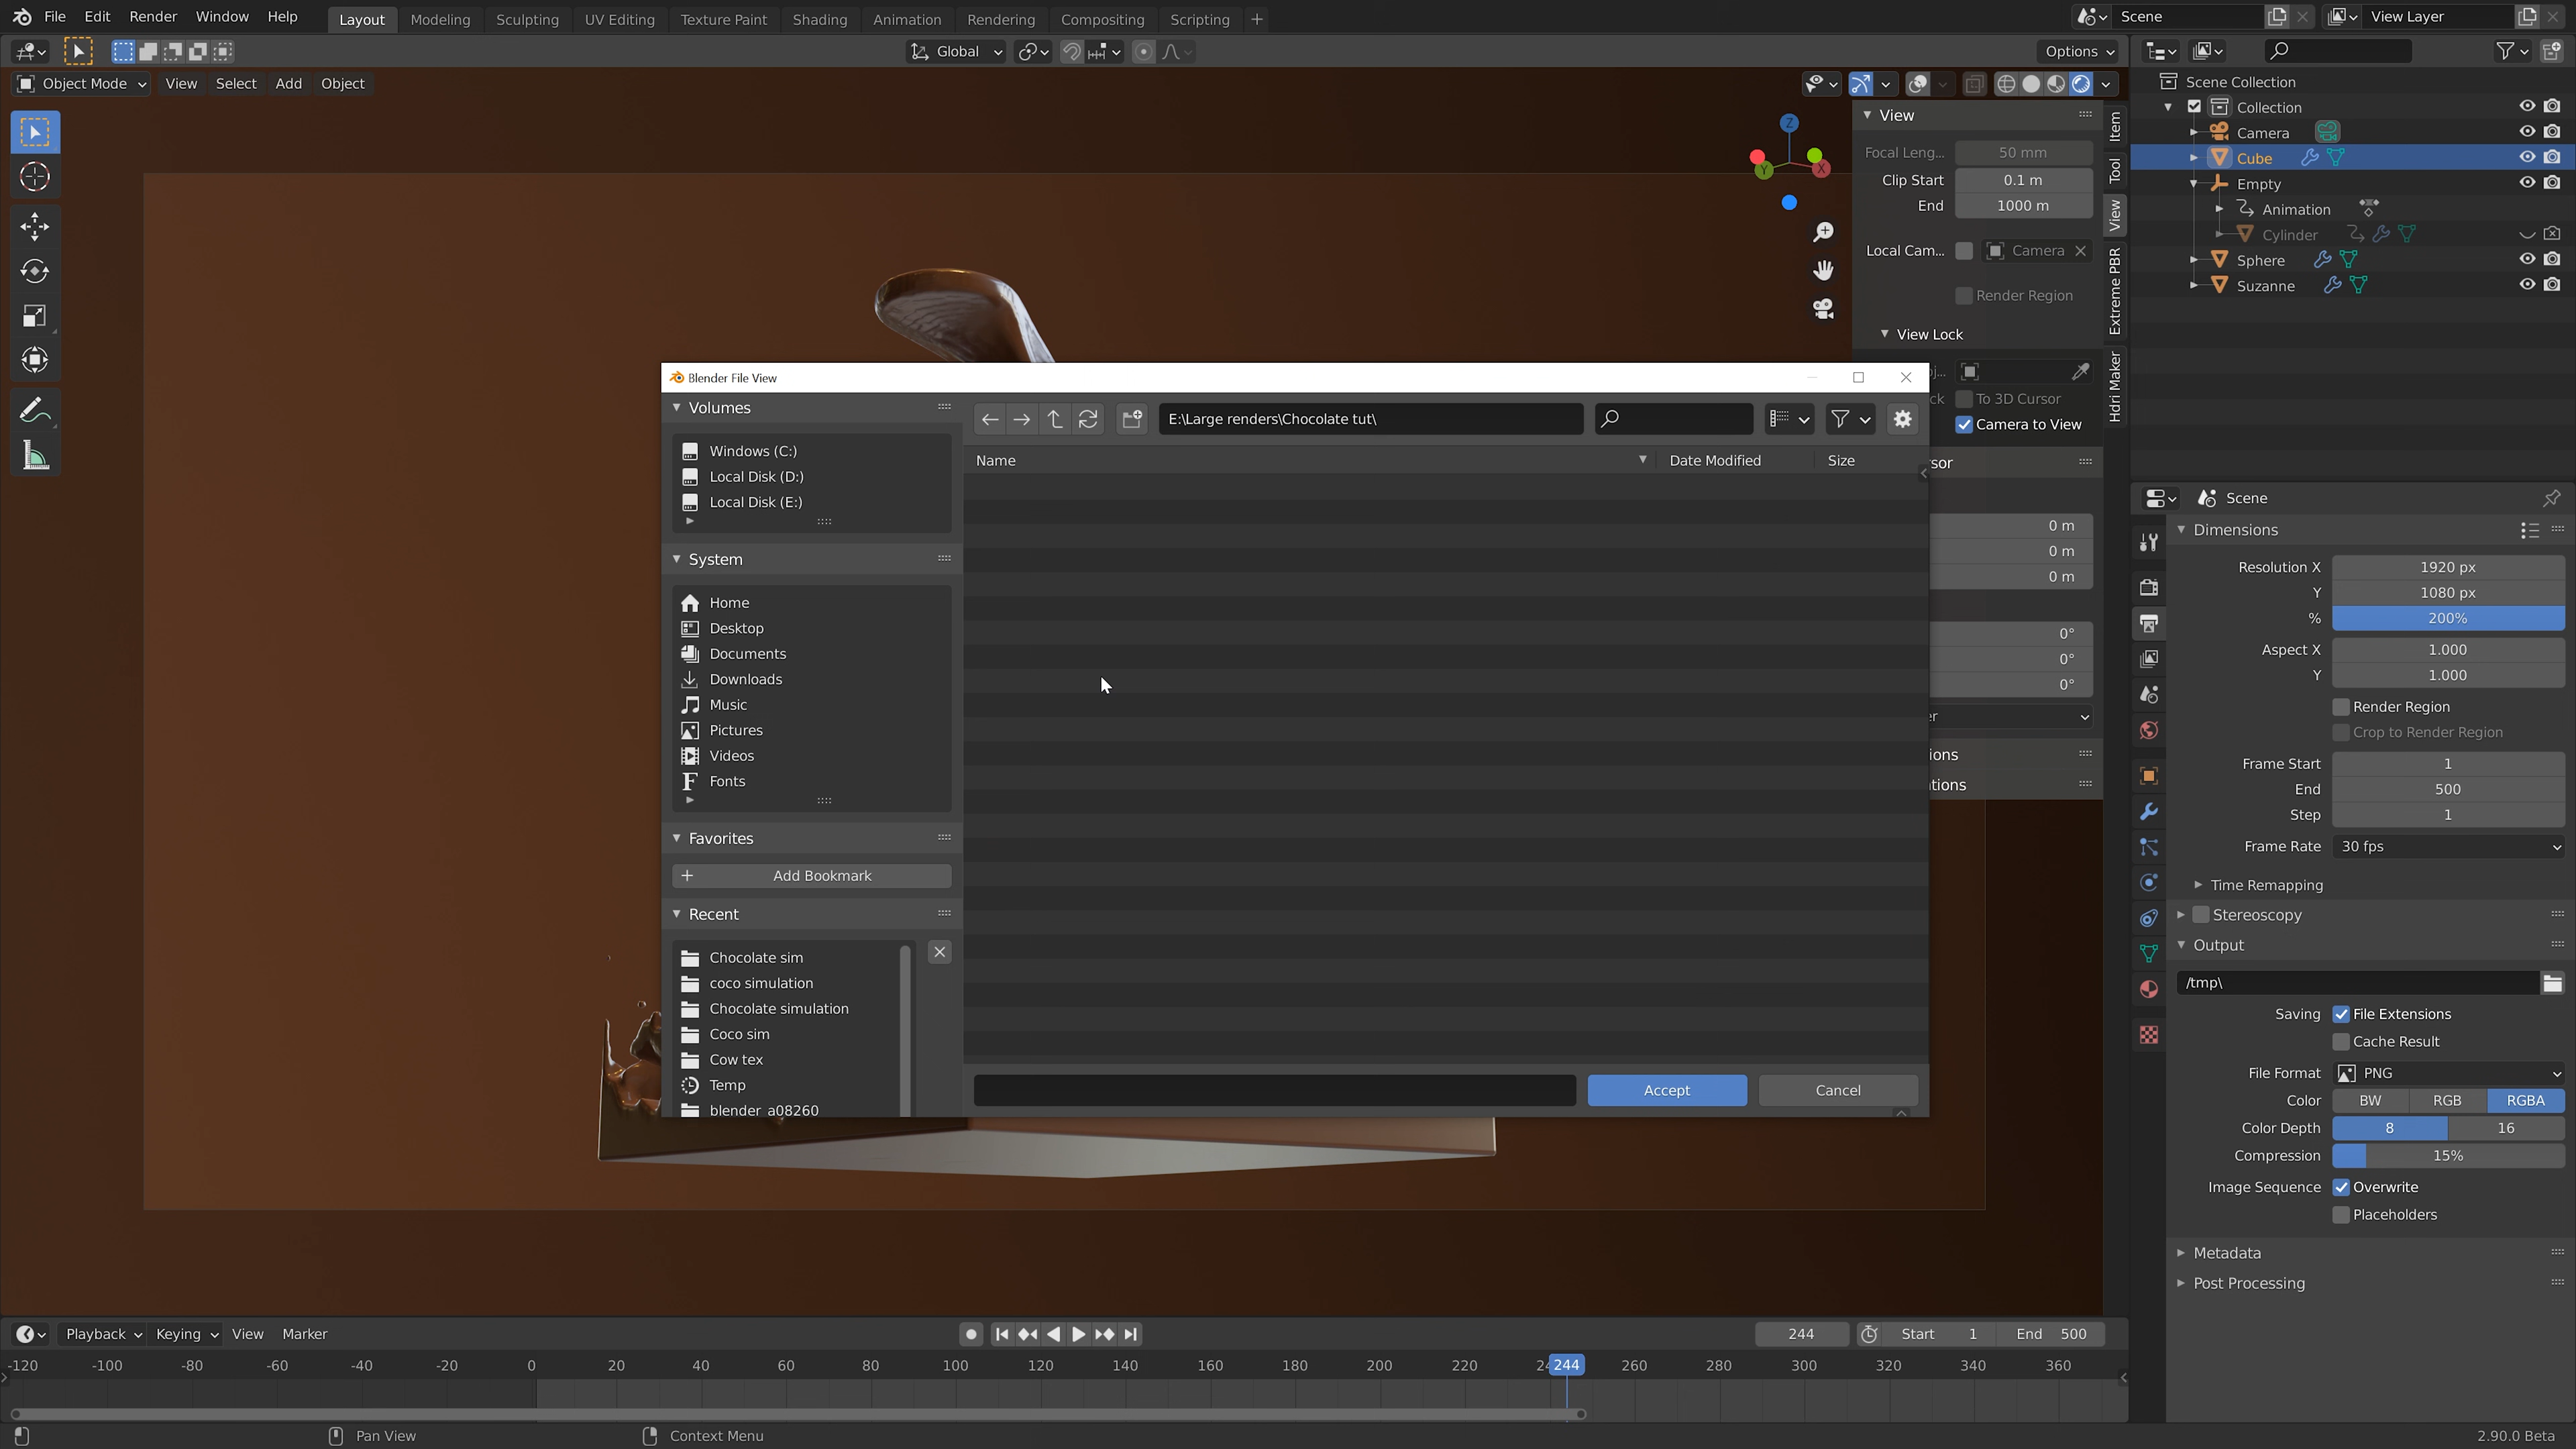 File Edit Render Window Help Layout Modeling Sculpting UV Editing Texture Paint Shading Animation Rendering Compositing Scripting + Scene View Layer
Global Options
Object Mode View Select Add Object
Scene Collection
Collection
Camera
Cube
Empty
Animation
Cylinder
Sphere
Suzanne
Z
Y
X
View
Focal Leng... 50 mm
Clip Start 0.1 m
End 1000 m
Local Cam... Camera
Render Region
View Lock
To 3D Cursor
Camera to View
0 m
0 m
0 m
0°
0°
0°
Item
Tool
View
Extreme PBR
Hdri Maker
Blender File View
Volumes
Windows (C:)
Local Disk (D:)
Local Disk (E:)
System
Home
Desktop
Documents
Downloads
Music
Pictures
Videos
Fonts
Favorites
Add Bookmark
Recent
Chocolate sim
coco simulation
Chocolate simulation
Coco sim
Cow tex
Temp
blender a08260
E:\Large renders\Chocolate tut\
Name Date Modified Size
Accept Cancel
Scene
Dimensions
Resolution X 1920 px
Y 1080 px
% 200%
Aspect X 1.000
Y 1.000
Render Region
Crop to Render Region
Frame Start 1
End 500
Step 1
Frame Rate 30 fps
Time Remapping
Stereoscopy
Output
/tmp\
Saving File Extensions
Cache Result
File Format PNG
Color BW RGB RGBA
Color Depth 8 16
Compression 15%
Image Sequence Overwrite
Placeholders
Metadata
Post Processing
Playback Keying View Marker 244 Start 1 End 500
-120 -100 -80 -60 -40 -20 0 20 40 60 80 100 120 140 160 180 200 220 244 260 280 300 320 340 360
Pan View Context Menu 2.90.0 Beta